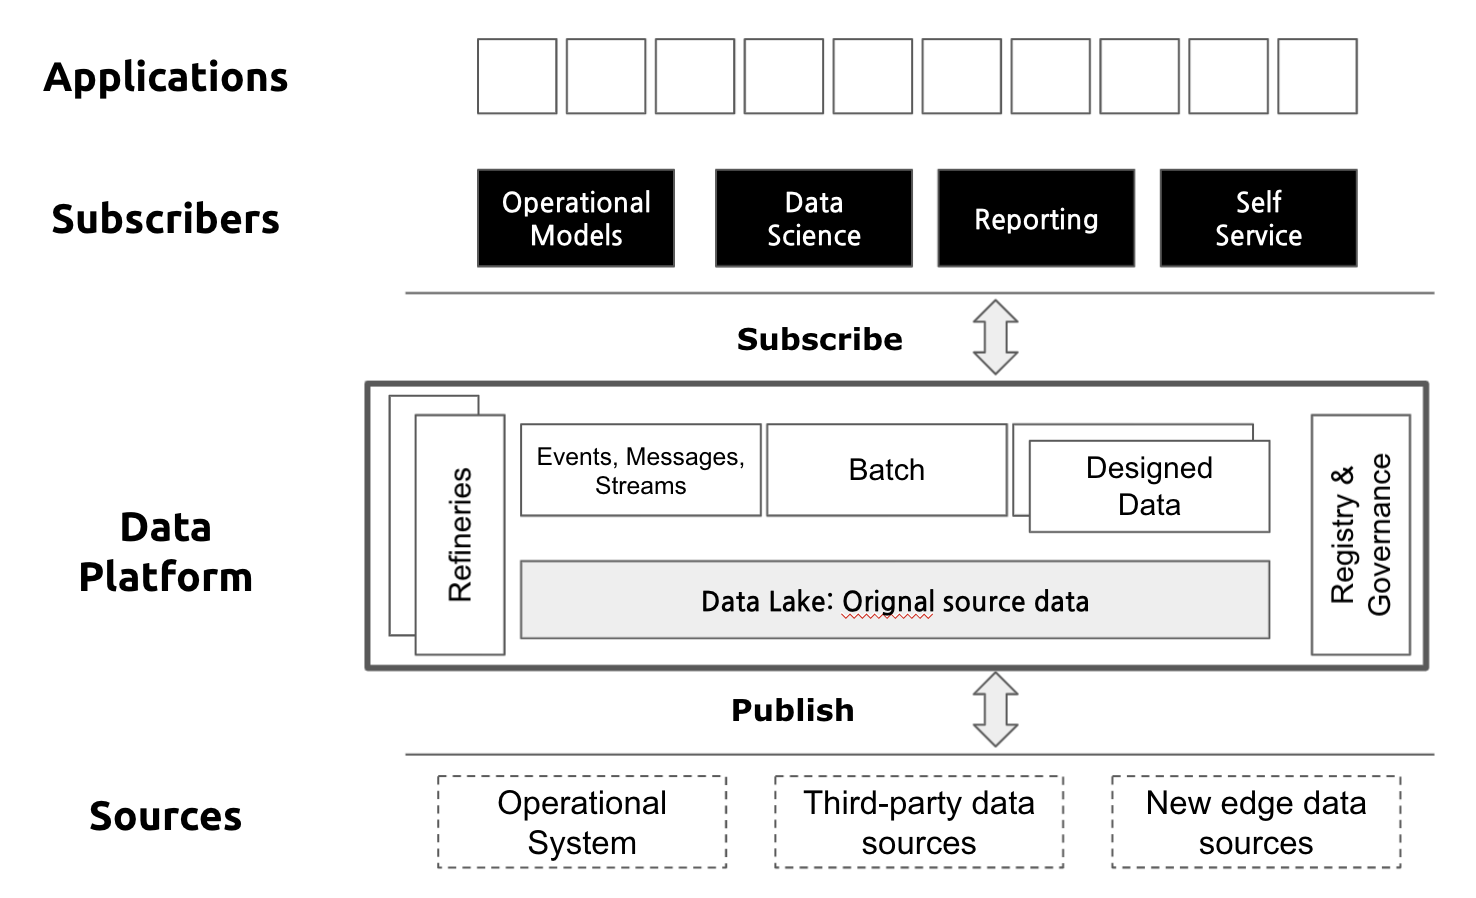 Applications
Subscribers
Operational
Models
Data
Science
Reporting
Self
Service
Subscribe
Data
Platform
Refineries
Events, Messages,
Streams
Batch
Designed
Data
Registry &
Governance
Data Lake: Orignal source data
Publish
Sources
Operational
System
Third-party data
sources
New edge data
sources